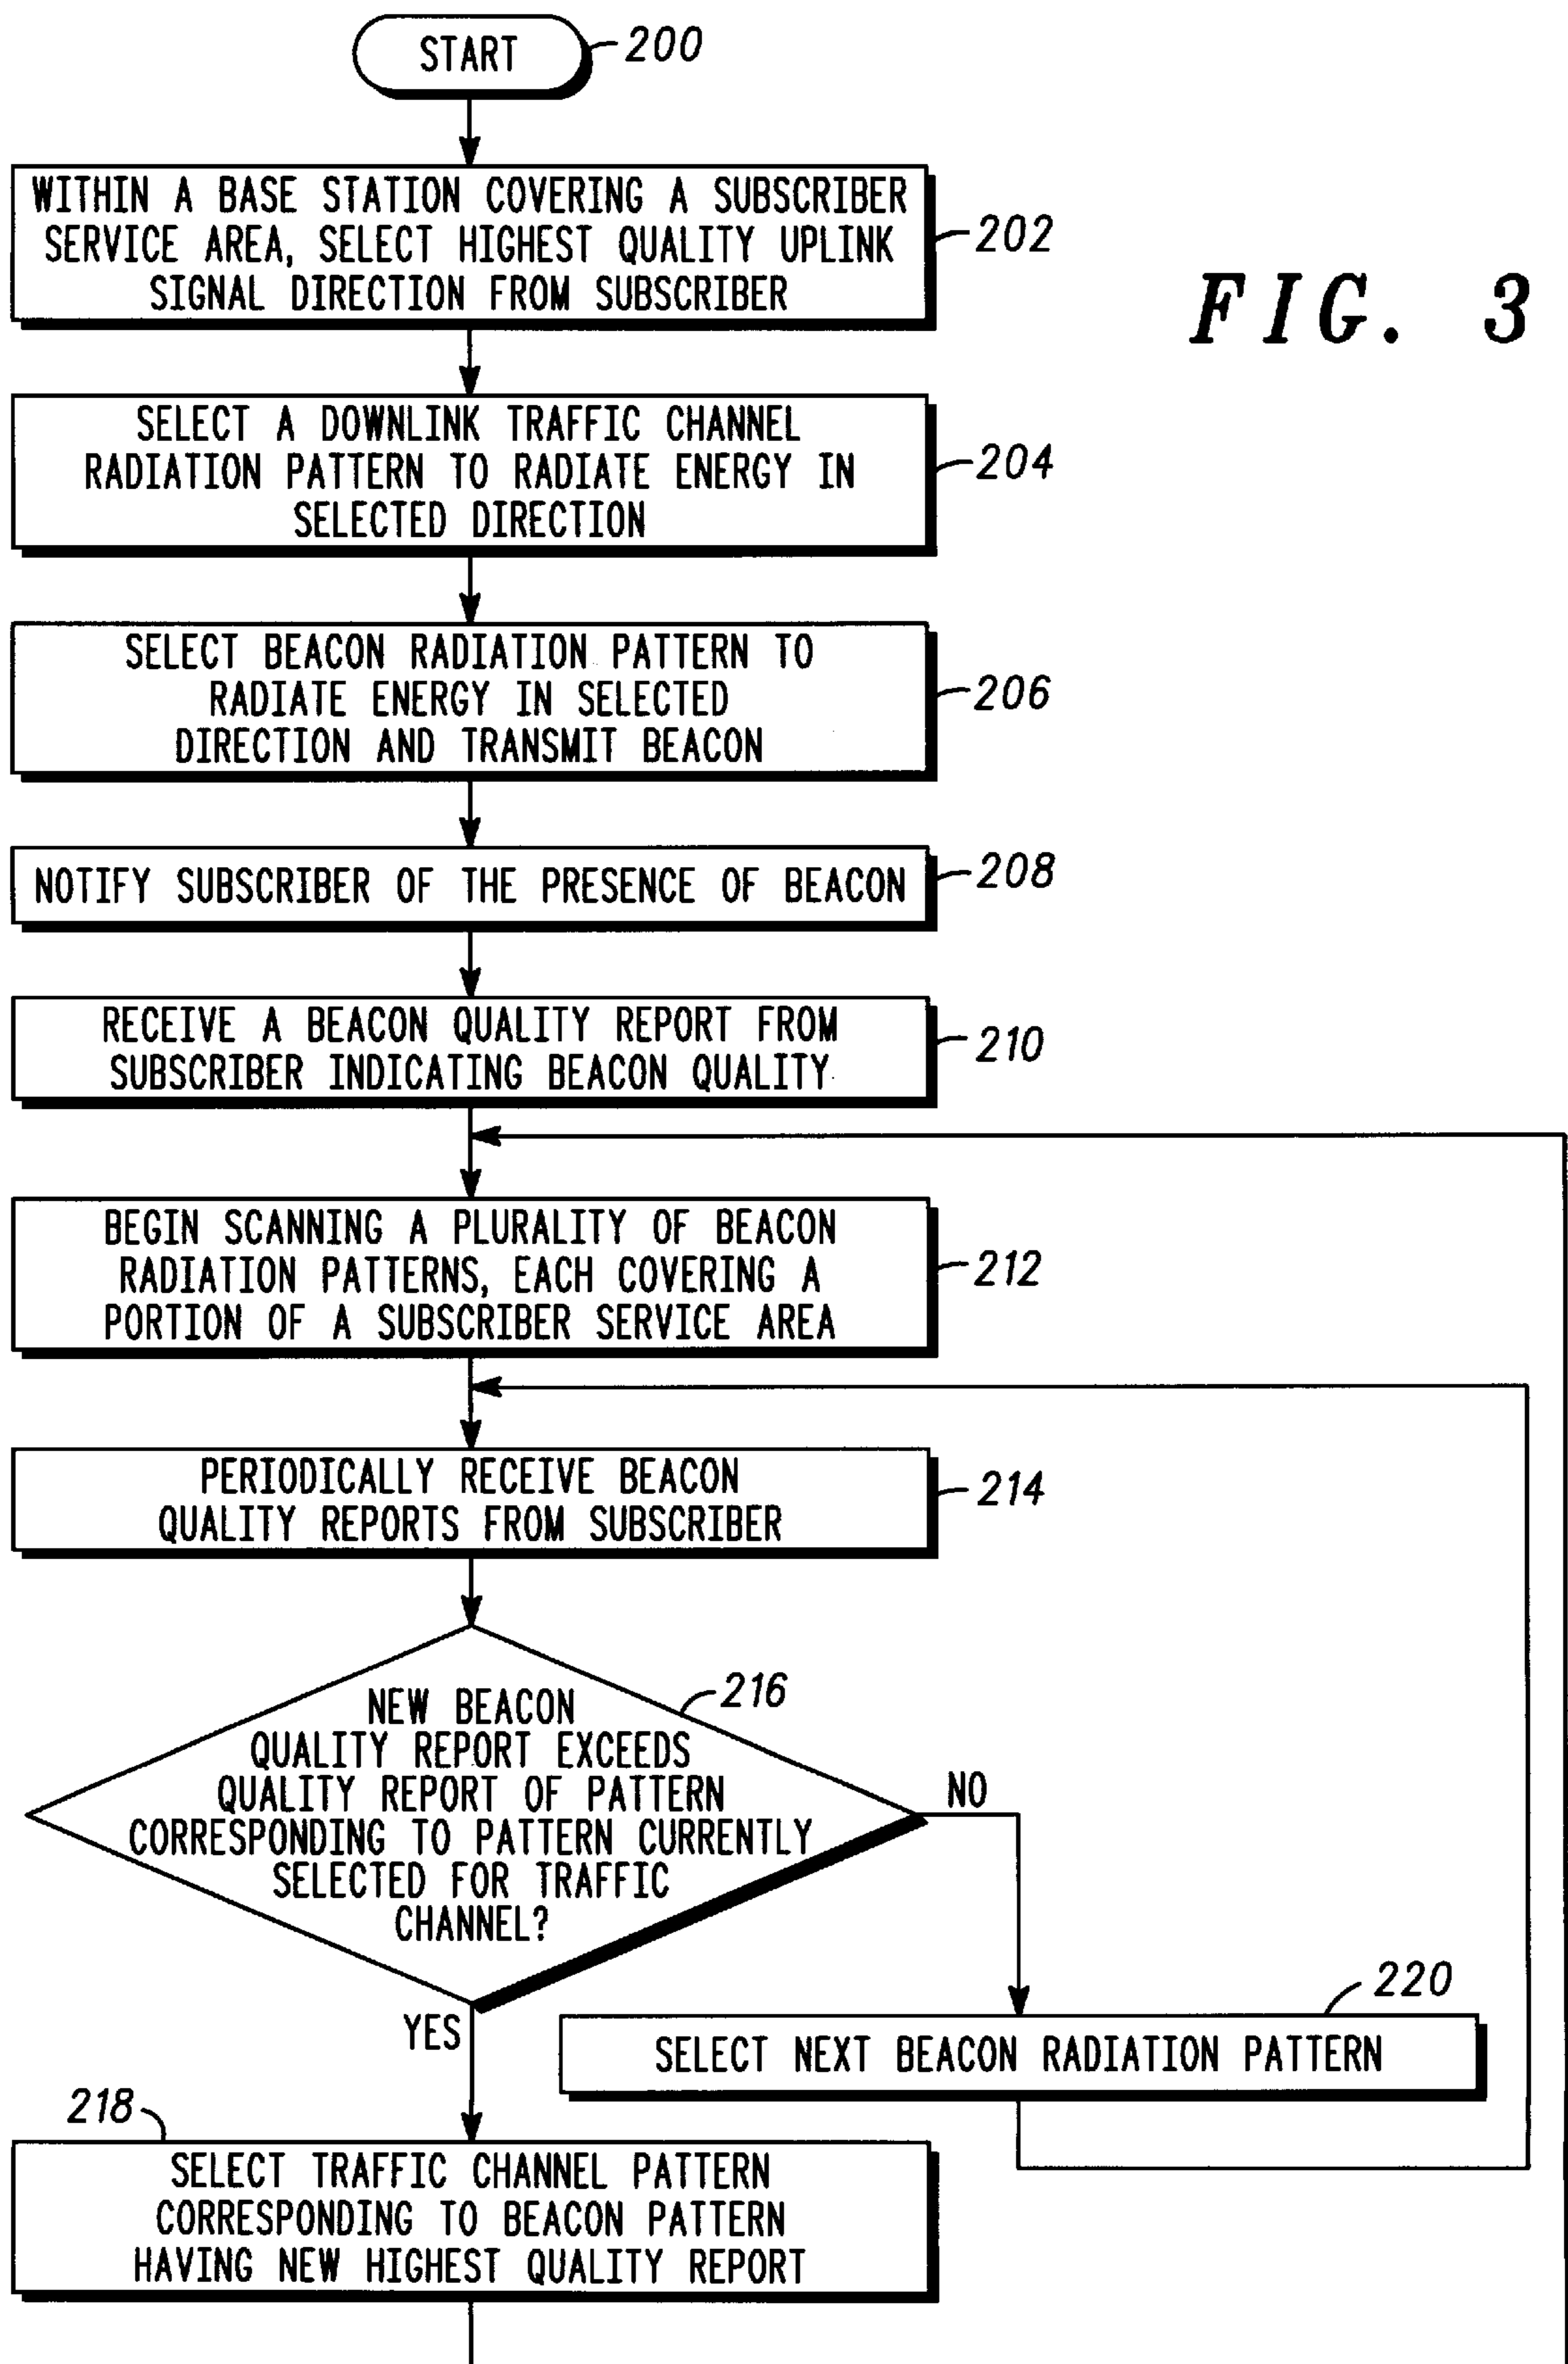 START
200
WITHIN A BASE STATION COVERING A SUBSCRIBER
SERVICE AREA, SELECT HIGHEST QUALITY UPLINK
SIGNAL DIRECTION FROM SUBSCRIBER
202
FIG. 3
SELECT A DOWNLINK TRAFFIC CHANNEL
RADIATION PATTERN TO RADIATE ENERGY IN
SELECTED DIRECTION
204
SELECT BEACON RADIATION PATTERN TO
RADIATE ENERGY IN SELECTED
DIRECTION AND TRANSMIT BEACON
206
NOTIFY SUBSCRIBER OF THE PRESENCE OF BEACON
208
RECEIVE A BEACON QUALITY REPORT FROM
SUBSCRIBER INDICATING BEACON QUALITY
210
BEGIN SCANNING A PLURALITY OF BEACON
RADIATION PATTERNS, EACH COVERING A
PORTION OF A SUBSCRIBER SERVICE AREA
212
PERIODICALLY RECEIVE BEACON
QUALITY REPORTS FROM SUBSCRIBER
214
NEW BEACON
QUALITY REPORT EXCEEDS
QUALITY REPORT OF PATTERN
CORRESPONDING TO PATTERN CURRENTLY
SELECTED FOR TRAFFIC
CHANNEL?
216
NO
YES
SELECT NEXT BEACON RADIATION PATTERN
220
218
SELECT TRAFFIC CHANNEL PATTERN
CORRESPONDING TO BEACON PATTERN
HAVING NEW HIGHEST QUALITY REPORT